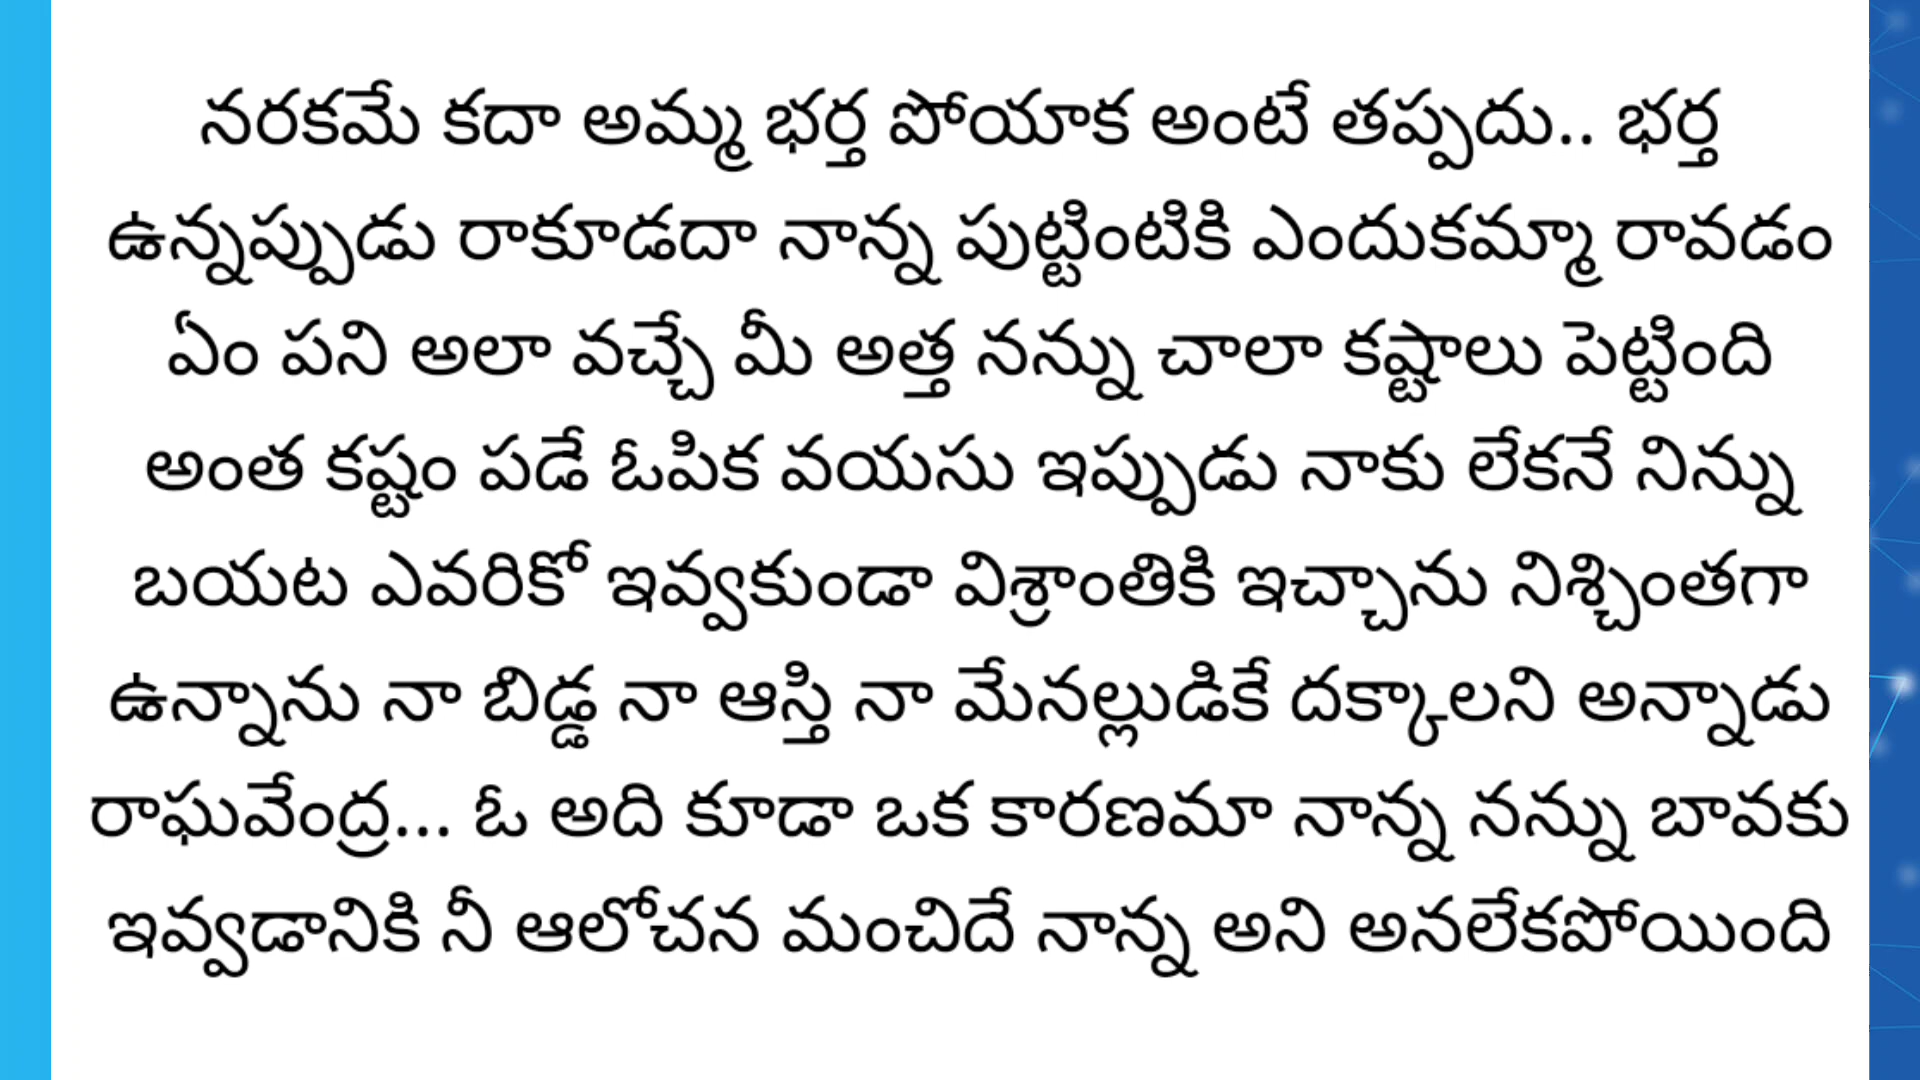 నరకమే కదా అమ్మ భర్త పోయాక అంటే తప్పదు.. భర్త
ఉన్నప్పుడు రాకూడదా నాన్న పుట్టింటికి ఎందుకమ్మా రావడం
ఏం పని అలా వచ్చే మీ అత్త నన్ను చాలా కష్టాలు పెట్టింది
అంత కష్టం పడే ఓపిక వయసు ఇప్పుడు నాకు లేకనే నిన్ను
బయట ఎవరికో ఇవ్వకుండా విశ్రాంతికి ఇచ్చాను నిశ్చింతగా
ఉన్నాను నా బిడ్డ నా ఆస్తి నా మేనల్లుడికే దక్కాలని అన్నాడు
రాఘవేంద్ర... ఓ అది కూడా ఒక కారణమా నాన్న నన్ను బావకు
ఇవ్వడానికి నీ ఆలోచన మంచిదే నాన్న అని అనలేకపోయింది